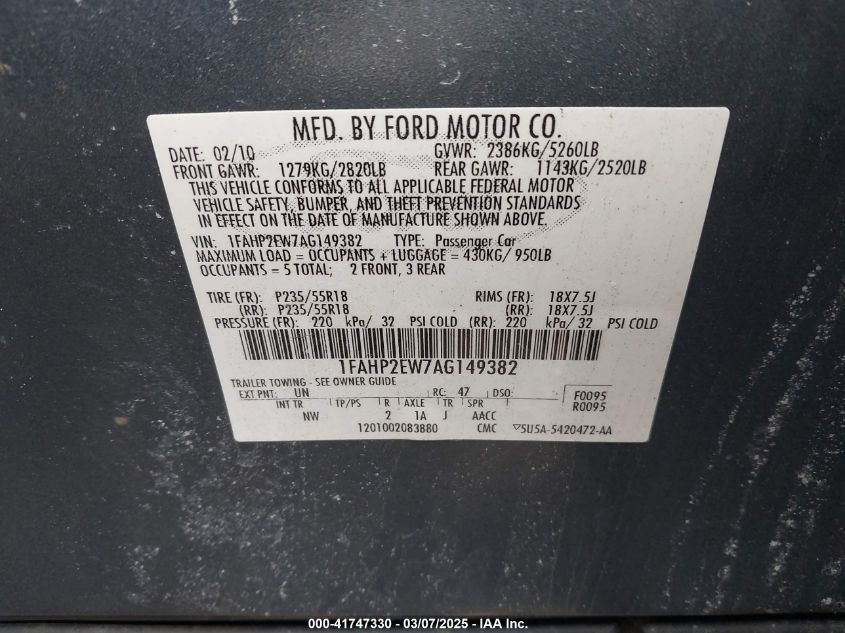 MFD. BY FORD MOTOR CO.
DATE: 02/10 GVWR: 2386KG/5260LB
FRONT GAWR: 1279KG/2820LB REAR GAWR: 1143KG/2520LB
THIS VEHICLE CONFORMS TO ALL APPLICABLE FEDERAL MOTOR
VEHICLE SAFETY, BUMPER, AND THEFT PREVENTION STANDARDS
IN EFFECT ON THE DATE OF MANUFACTURE SHOWN ABOVE.
VIN: 1FAHP2EW7AG149382 TYPE: Passenger Car
MAXIMUM LOAD = OCCUPANTS + LUGGAGE = 430KG/ 950LB
OCCUPANTS = 5 TOTAL; 2 FRONT, 3 REAR
TIRE (FR): P235/55R18 RIMS (FR): 18X7.5J
(RR): P235/55R18 (RR): 18X7.5J
PRESSURE (FR): 220 kPa/ 32 PSI COLD (RR): 220 kPa/ 32 PSI COLD
1FAHP2EW7AG149382
TRAILER TOWING - SEE OWNER GUIDE
EXT PNT: UN RC: 47 DSO: F0095
INT TR TP/PS R AXLE TR SPR R0095
NW 2 1A J AACC
1201002083880 CMC ▽5U5A-5420472-AA
000-41747330 - 03/07/2025 - IAA Inc.